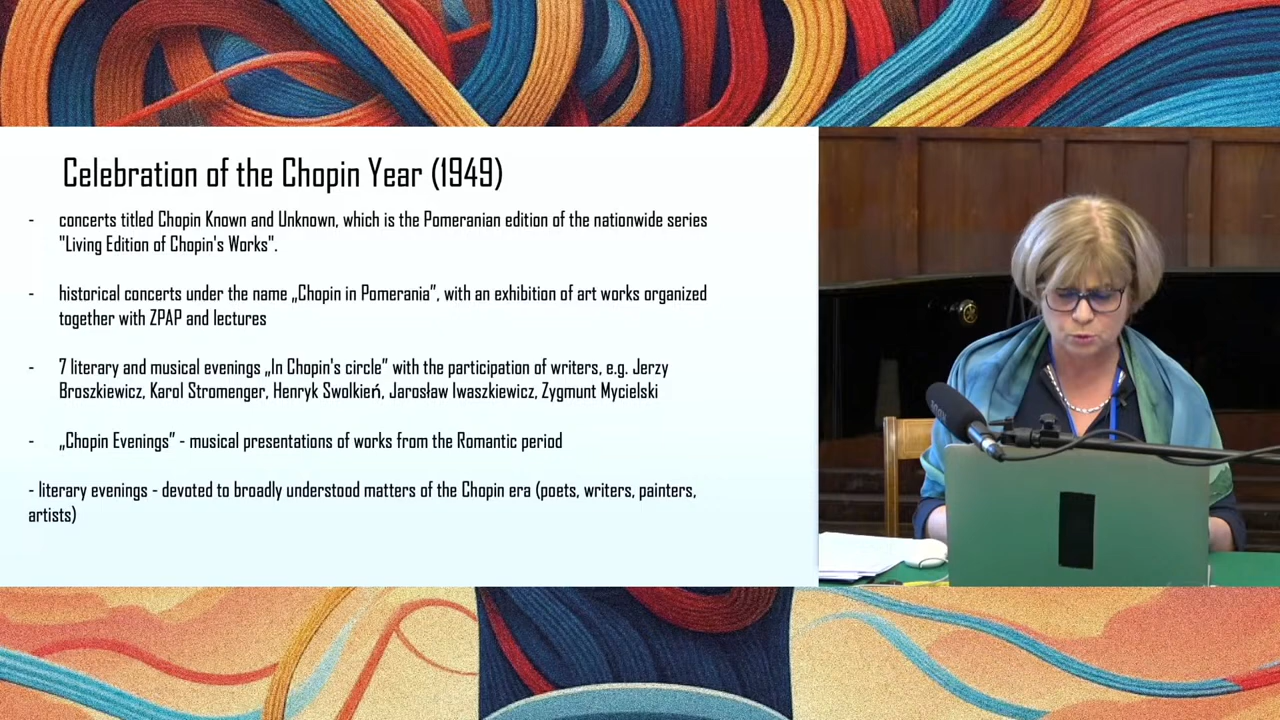 Celebration of the Chopin Year (1949)
- concerts titled Chopin Known and Unknown, which is the Pomeranian edition of the nationwide series
"Living Edition of Chopin's Works".
- historical concerts under the name „Chopin in Pomerania”, with an exhibition of art works organized
together with ZPAP and lectures
- 7 literary and musical evenings „In Chopin's circle” with the participation of writers, e.g. Jerzy
Broszkiewicz, Karol Stromenger, Henryk Swolkień, Jarosław Iwaszkiewicz, Zygmunt Mycielski
- „Chopin Evenings” - musical presentations of works from the Romantic period
- literary evenings - devoted to broadly understood matters of the Chopin era (poets, writers, painters,
artists)